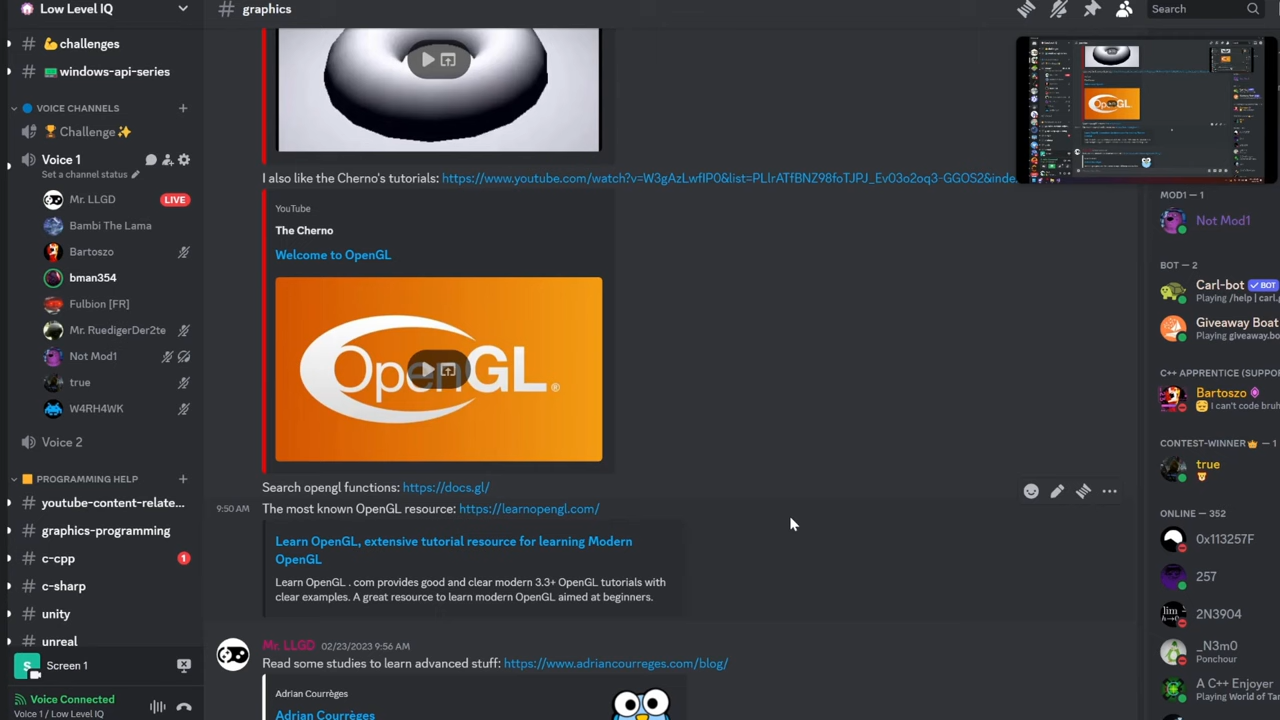 Low Level IQ
# graphics
Search
# 💪 challenges
# windows-api-series
VOICE CHANNELS
🏆 Challenge✨
Voice 1
Set a channel status
Mr. LLGD LIVE
Bambi The Lama
Bartoszo
bman354
Fulbion [FR]
Mr. RuedigerDer2te
Not Mod1
true
W4RH4WK
Voice 2
PROGRAMMING HELP
# youtube-content-relate...
# graphics-programming
# c-cpp 1
# c-sharp
# unity
# unreal
Screen 1
Voice Connected
Voice 1 / Low Level IQ
I also like the Cherno's tutorials: https://www.youtube.com/watch?v=W3gAzLwfIP0&list=PLlrATfBNZ98foTJPJ_Ev03o2oq3-GGOS2&inde
YouTube
The Cherno
Welcome to OpenGL
OpenGL®
Search opengl functions: https://docs.gl/
9:50 AM The most known OpenGL resource: https://learnopengl.com/
Learn OpenGL, extensive tutorial resource for learning Modern
OpenGL
Learn OpenGL . com provides good and clear modern 3.3+ OpenGL tutorials with
clear examples. A great resource to learn modern OpenGL aimed at beginners.
Mr. LLGD 02/23/2023 9:56 AM
Read some studies to learn advanced stuff: https://www.adriancourreges.com/blog/
Adrian Courrèges
Adrian Courrèges
OpenGL
MOD1 — 1
Not Mod1
BOT — 2
Carl-bot ✓ BOT
Playing /help | carl.g
Giveaway Boat
Playing giveaway.bo
C++ APPRENTICE (SUPPO
Bartoszo
I can't code bruh
CONTEST-WINNER👑 — 1
true
ONLINE — 352
0x113257F
257
lim
2N3904
_N3m0
Ponchour
A C++ Enjoyer
Playing World of Tan